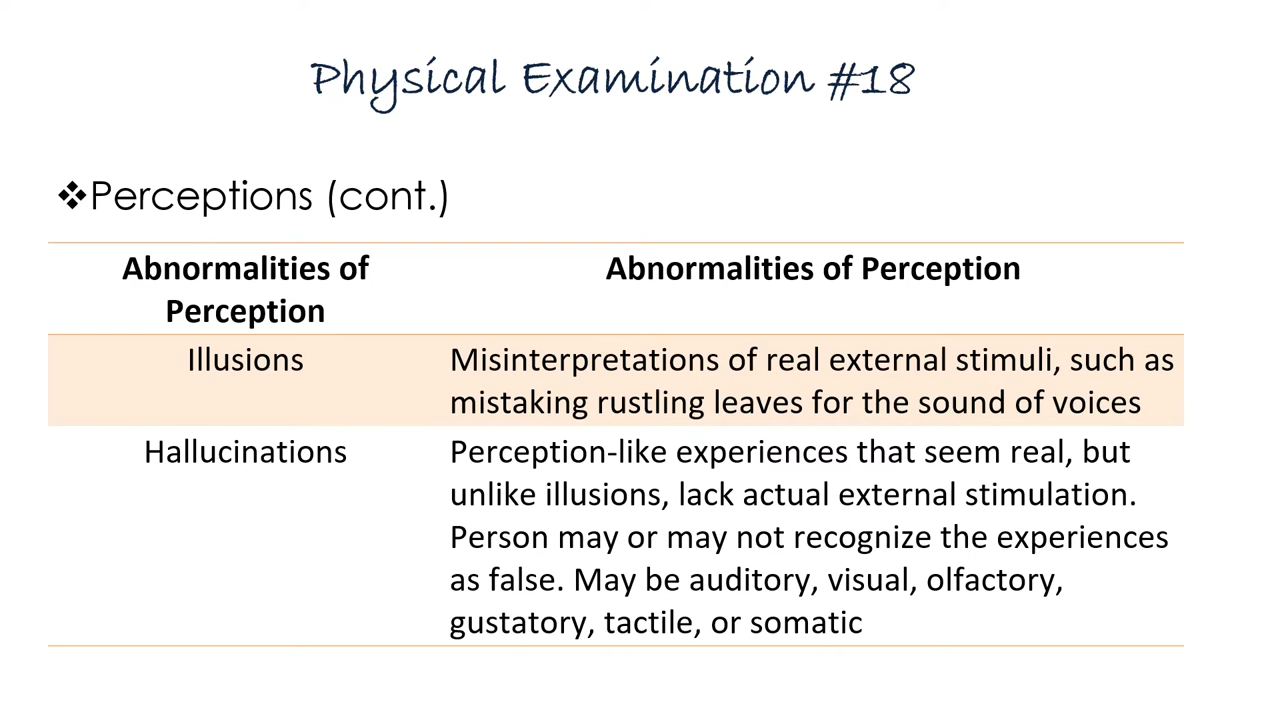 Physical Examination #18
❖Perceptions (cont.)
Abnormalities of
Perception
Abnormalities of Perception
Illusions
Misinterpretations of real external stimuli, such as
mistaking rustling leaves for the sound of voices
Hallucinations
Perception-like experiences that seem real, but
unlike illusions, lack actual external stimulation.
Person may or may not recognize the experiences
as false. May be auditory, visual, olfactory,
gustatory, tactile, or somatic